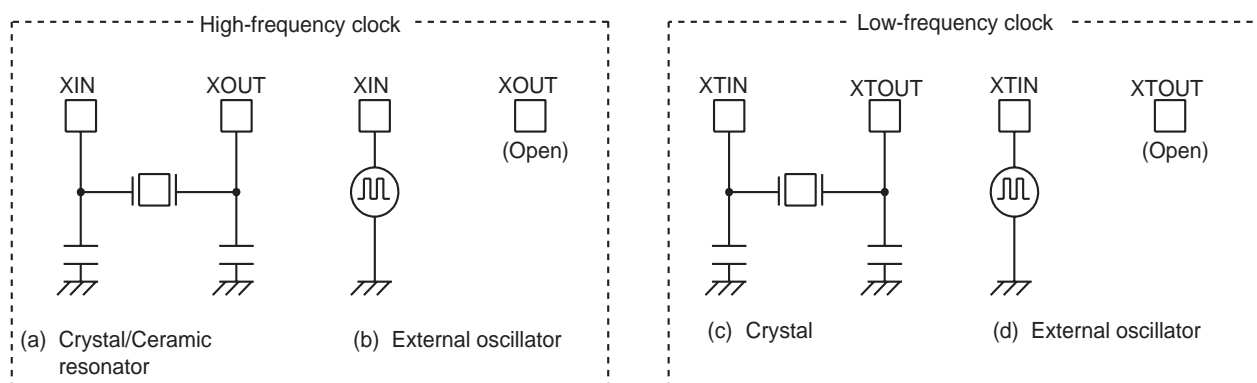 High-frequency clock
XIN
XOUT
XIN
XOUT
(Open)
(a) Crystal/Ceramic
resonator
(b) External oscillator
Low-frequency clock
XTIN
XTOUT
XTIN
XTOUT
(Open)
(c) Crystal
(d) External oscillator